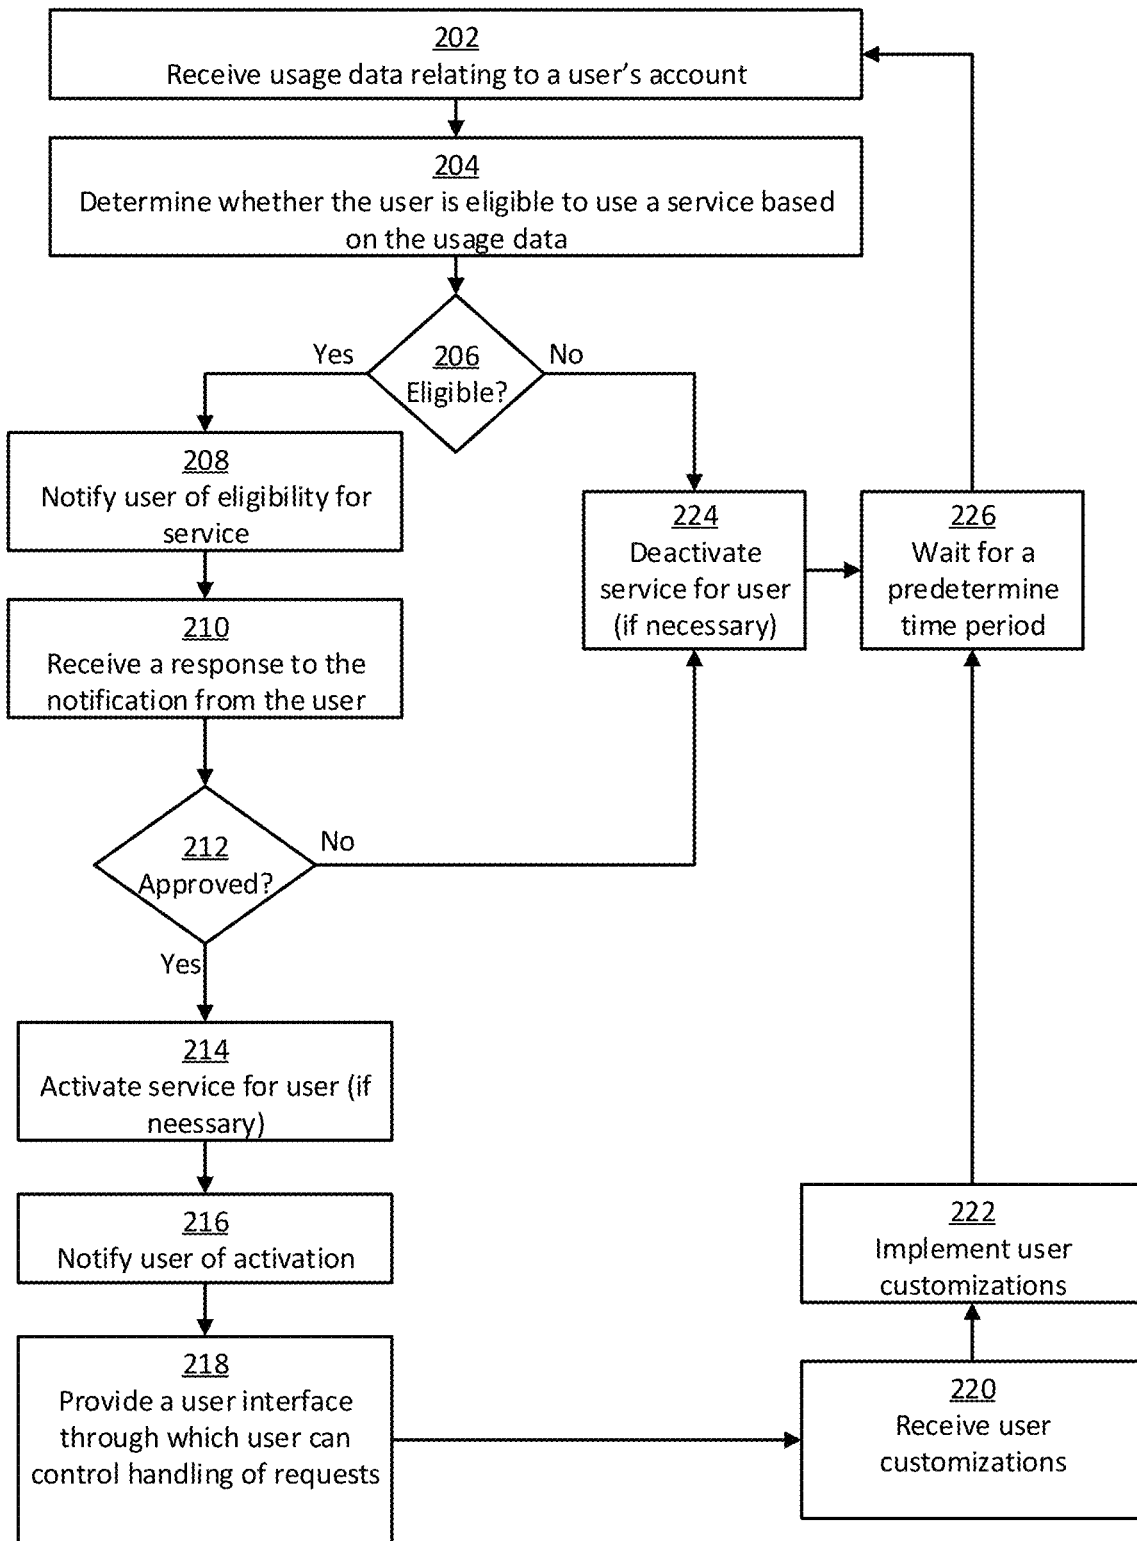 202
Receive usage data relating to a user's account
204
Determine whether the user is eligible to use a service based
on the usage data
Yes
206
Eligible?
No
208
Notify user of eligibility for
service
224
Deactivate
service for user
(if necessary)
226
Wait for a
predetermine
time period
210
Receive a response to the
notification from the user
212
Approved?
No
Yes
214
Activate service for user (if
neessary)
216
Notify user of activation
222
Implement user
customizations
218
Provide a user interface
through which user can
control handling of requests
220
Receive user
customizations